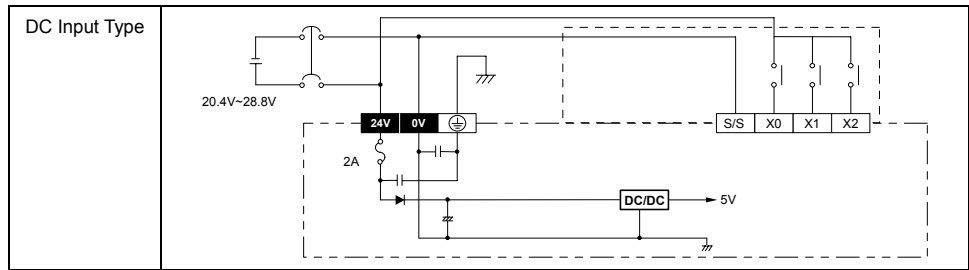 DC Input Type
20.4V~28.8V
24V 0V S/S X0 X1 X2
2A
DC/DC 5V